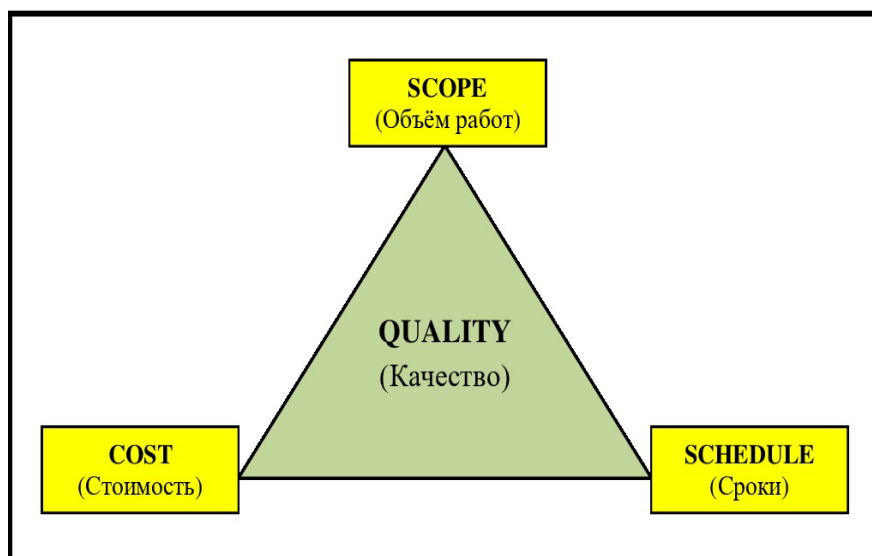 SCOPE
(Объём работ)
QUALITY
(Качество)
COST
(Стоимость)
SCHEDULE
(Сроки)